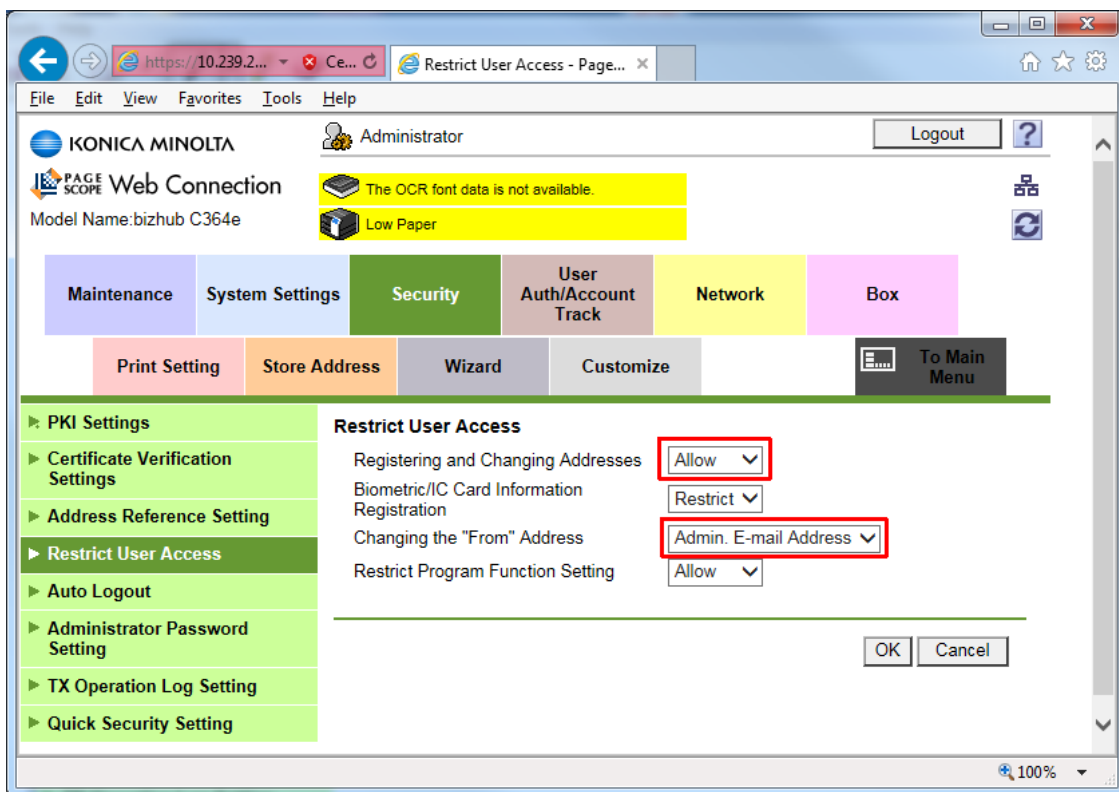 https://10.239.2... Ce... Restrict User Access - Page...
File Edit View Favorites Tools Help
KONICA MINOLTA
Administrator
Logout
?
PAGE SCOPE Web Connection
The OCR font data is not available.
Model Name:bizhub C364e
Low Paper
Maintenance
System Settings
Security
User
Auth/Account
Track
Network
Box
Print Setting
Store Address
Wizard
Customize
To Main
Menu
PKI Settings
Certificate Verification
Settings
Address Reference Setting
Restrict User Access
Auto Logout
Administrator Password
Setting
TX Operation Log Setting
Quick Security Setting
Restrict User Access
Registering and Changing Addresses Allow
Biometric/IC Card Information
Registration
Restrict
Changing the "From" Address Admin. E-mail Address
Restrict Program Function Setting Allow
OK Cancel
100%